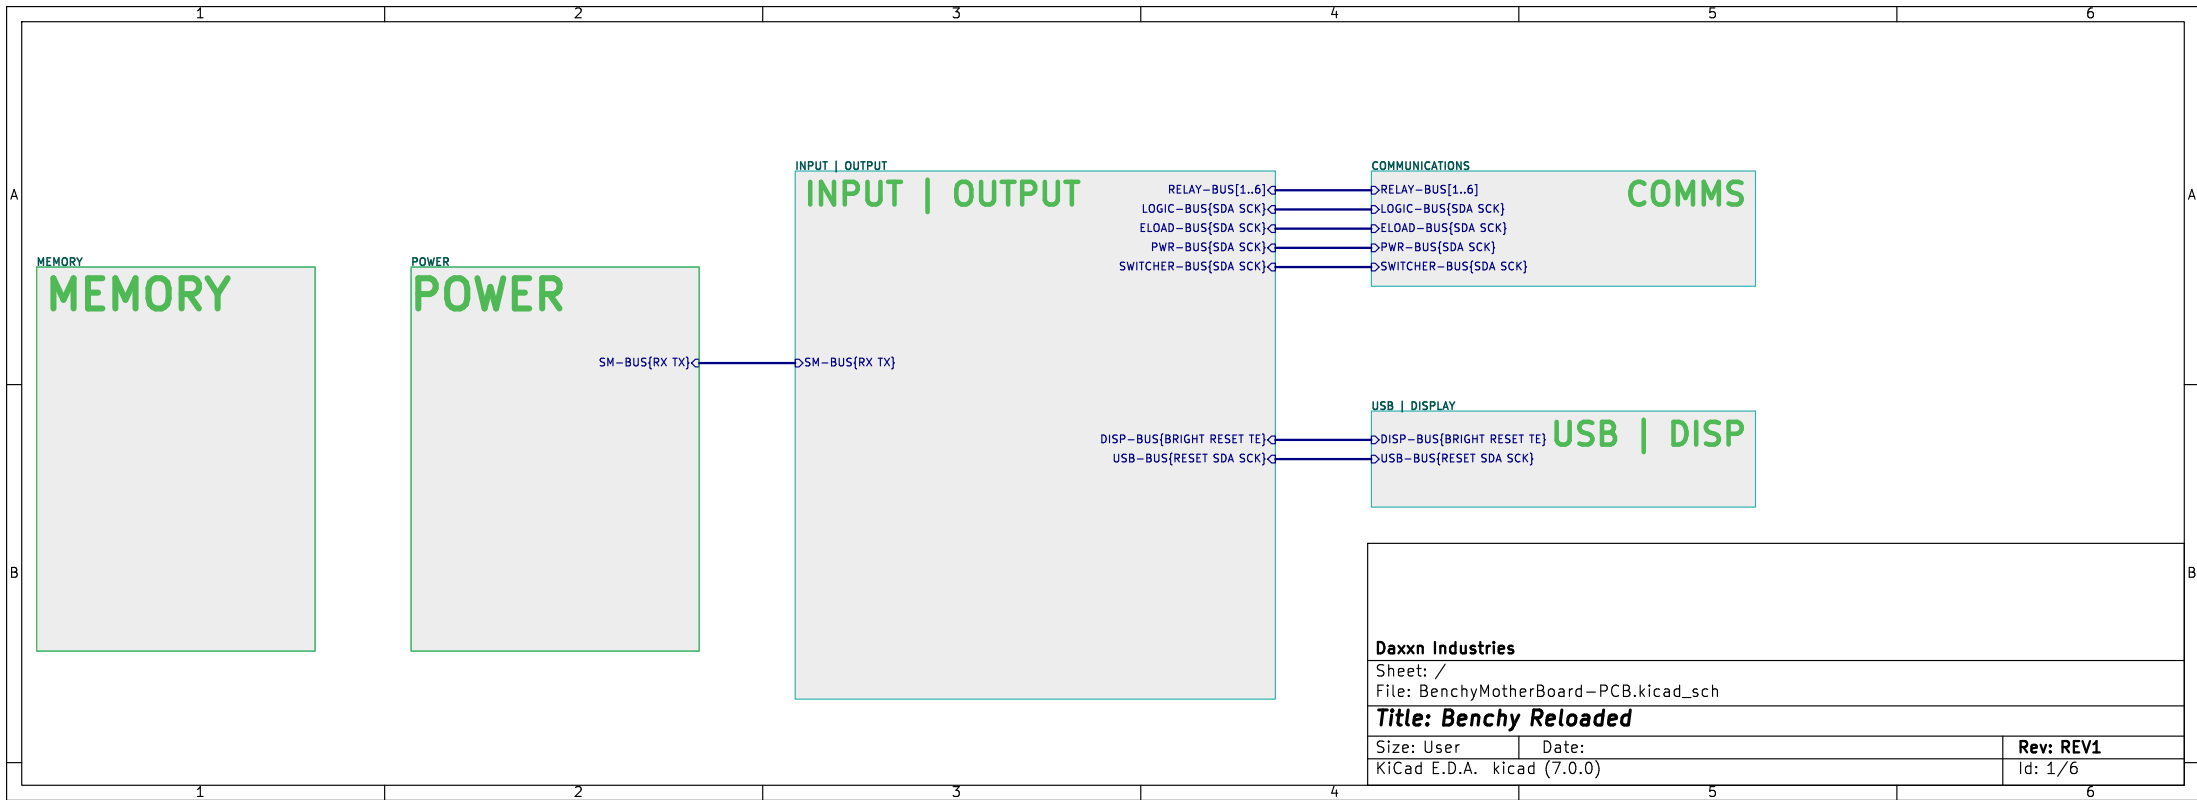 1 2 3 4 5 6
A A
INPUT | OUTPUT
INPUT | OUTPUT
RELAY-BUS[1..6]
LOGIC-BUS{SDA SCK}
ELOAD-BUS{SDA SCK}
PWR-BUS{SDA SCK}
SWITCHER-BUS{SDA SCK}
COMMUNICATIONS
COMMS
RELAY-BUS[1..6]
LOGIC-BUS{SDA SCK}
ELOAD-BUS{SDA SCK}
PWR-BUS{SDA SCK}
SWITCHER-BUS{SDA SCK}
MEMORY
MEMORY
POWER
POWER
SM-BUS{RX TX}
SM-BUS{RX TX}
DISP-BUS{BRIGHT RESET TE}
USB-BUS{RESET SDA SCK}
USB | DISPLAY
USB | DISP
DISP-BUS{BRIGHT RESET TE}
USB-BUS{RESET SDA SCK}
B B
Daxxn Industries
Sheet: /
File: BenchyMotherBoard-PCB.kicad_sch
Title: Benchy Reloaded
Size: User Date: Rev: REV1
KiCad E.D.A. kicad (7.0.0) Id: 1/6
1 2 3 4 5 6